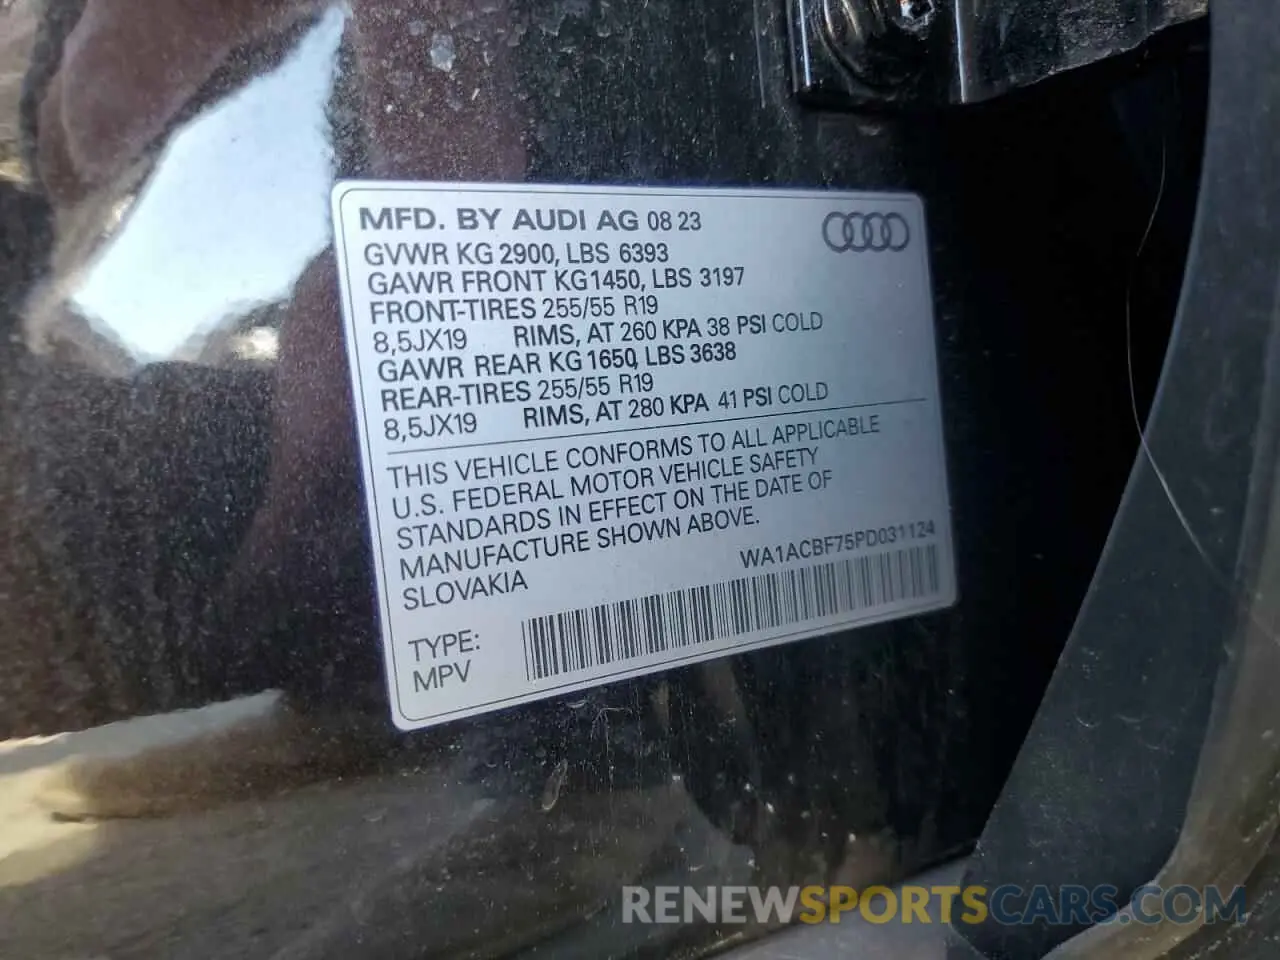 MFD. BY AUDI AG 08 23
GVWR KG 2900, LBS 6393
GAWR FRONT KG1450, LBS 3197
FRONT-TIRES 255/55 R19
8,5JX19 RIMS, AT 260 KPA 38 PSI COLD
GAWR REAR KG 1650, LBS 3638
REAR-TIRES 255/55 R19
8,5JX19 RIMS, AT 280 KPA 41 PSI COLD
THIS VEHICLE CONFORMS TO ALL APPLICABLE
U.S. FEDERAL MOTOR VEHICLE SAFETY
STANDARDS IN EFFECT ON THE DATE OF
MANUFACTURE SHOWN ABOVE.
SLOVAKIA
WA1ACBF75PD031124
TYPE:
MPV
RENEWSPORTSCARS.COM